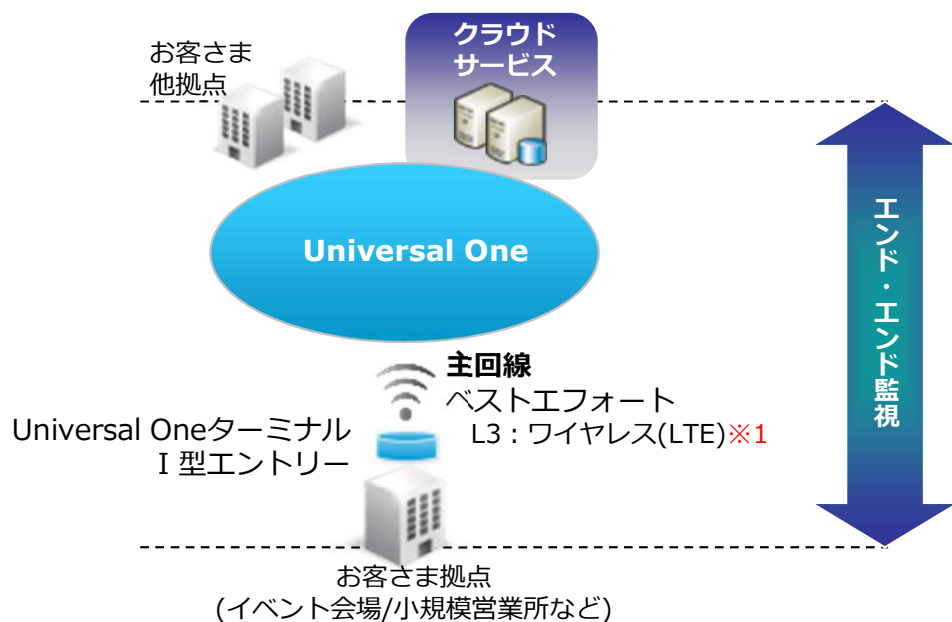 お客さま
他拠点
クラウド
サービス
Universal One
エンド・エンド監視
主回線
ベストエフォート
L3：ワイヤレス(LTE)※1
Universal Oneターミナル
Ⅰ型エントリー
お客さま拠点
(イベント会場/小規模営業所など)